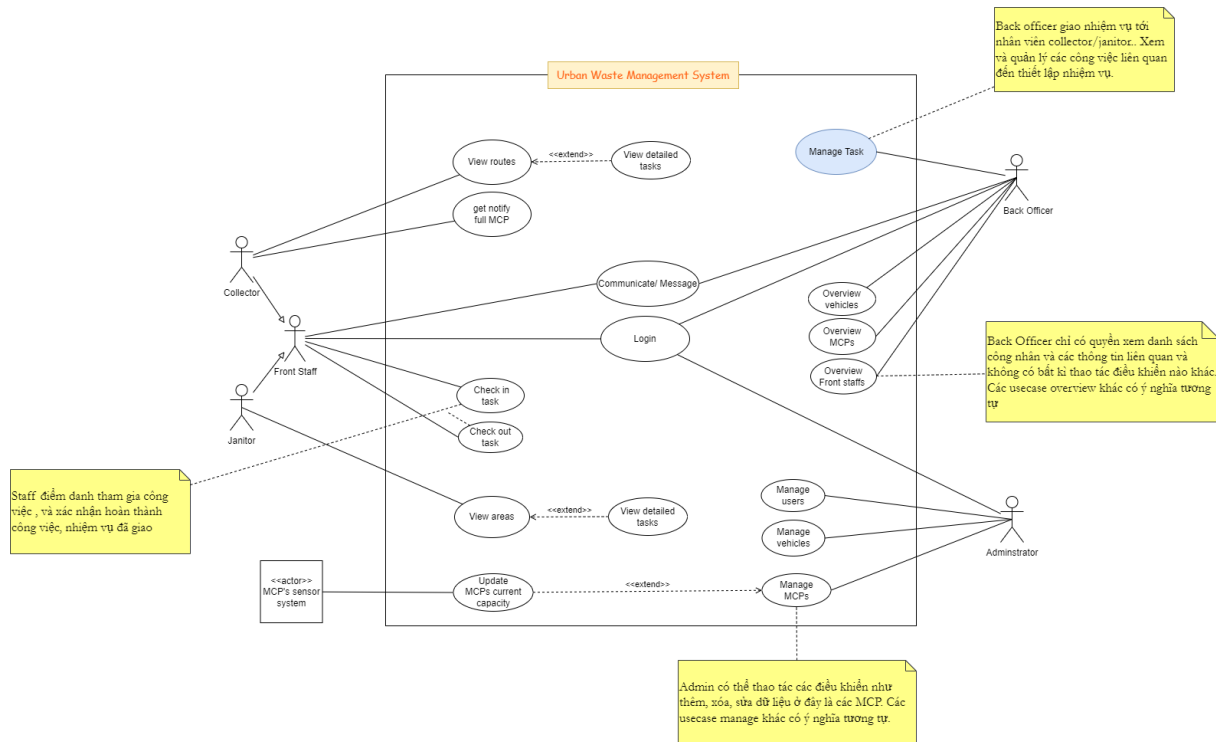 Back officer giao nhiệm vụ tới
nhân viên collector/janitor.. Xem
và quản lý các công việc liên quan
đến thiết lập nhiệm vụ.
Urban Waste Management System
View routes
<<extend>>
View detailed
tasks
Manage Task
Back Officer
get notify
full MCP
Collector
Communicate/ Message
Overview
vehicles
Login
Overview
MCPs
Front Staff
Overview
Front staffs
Back Officer chỉ có quyền xem danh sách
công nhân và các thông tin liên quan và
không có bất kì thao tác điều khiển nào khác.
Các usecase overview khác có ý nghĩa tương
tự
Check in
task
Janitor
Check out
task
Staff điểm danh tham gia công
việc , và xác nhận hoàn thành
công việc, nhiệm vụ đã giao
View areas
<<extend>>
View detailed
tasks
Manage
users
Manage
vehicles
Adminstrator
<<actor>>
MCP's sensor
system
Update
MCPs current
capacity
<<extend>>
Manage
MCPs
Admin có thể thao tác các điều khiển như
thêm, xóa, sửa dữ liệu ở đây là các MCP. Các
usecase manage khác có ý nghĩa tương tự.